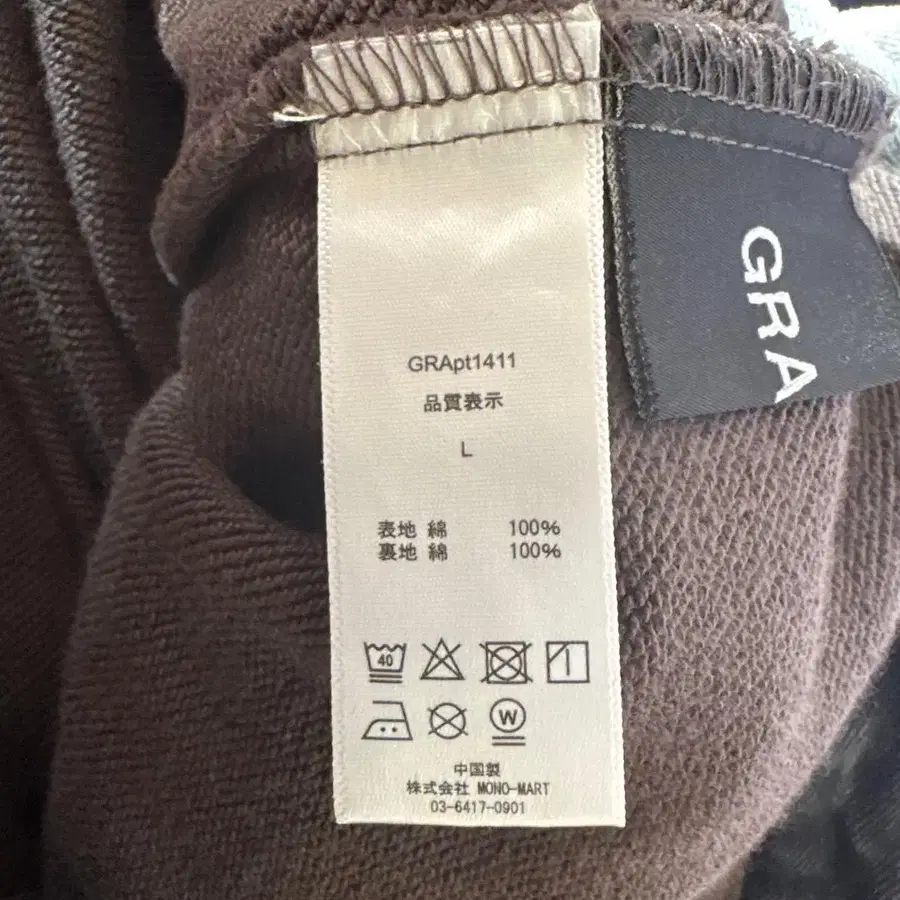 GRApt1411
品質表示
L
表地 綿 100%
裏地 綿 100%
40
W
中国製
株式会社 MONO-MART
03-6417-0901
GRA